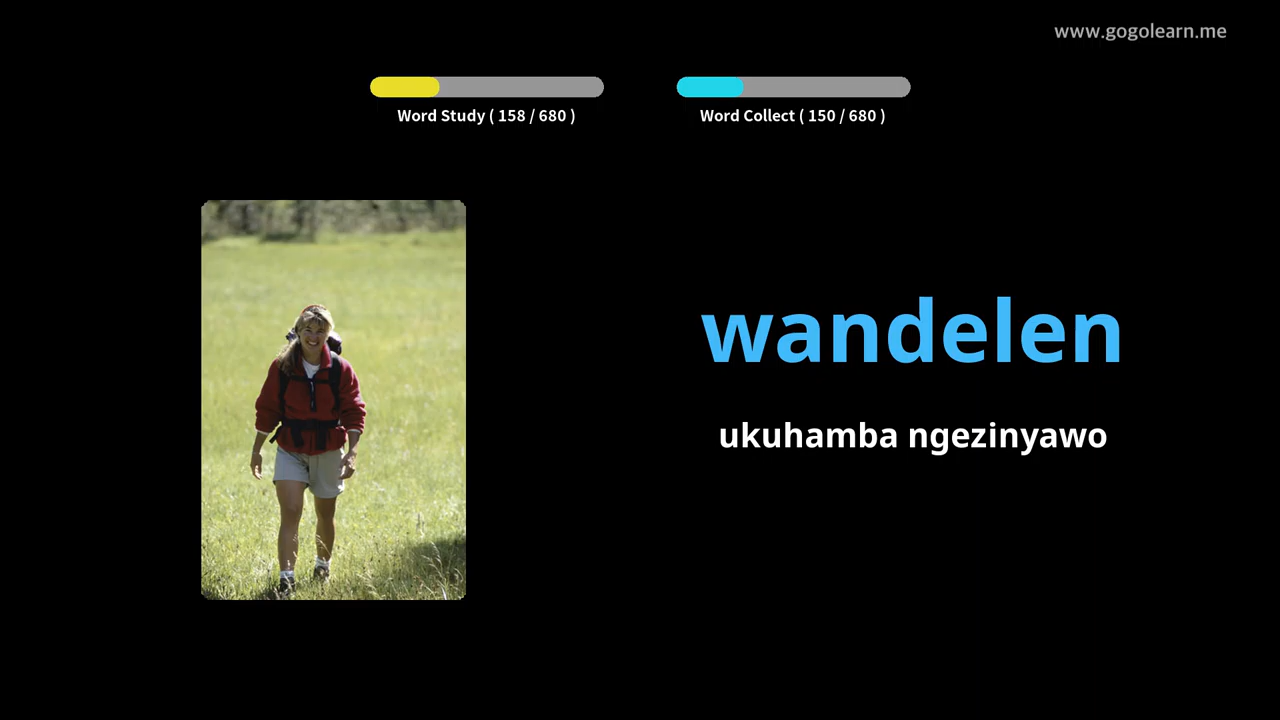 www.gogolearn.me
Word Study ( 158 / 680 )
Word Collect ( 150 / 680 )
wandelen
ukuhamba ngezinyawo